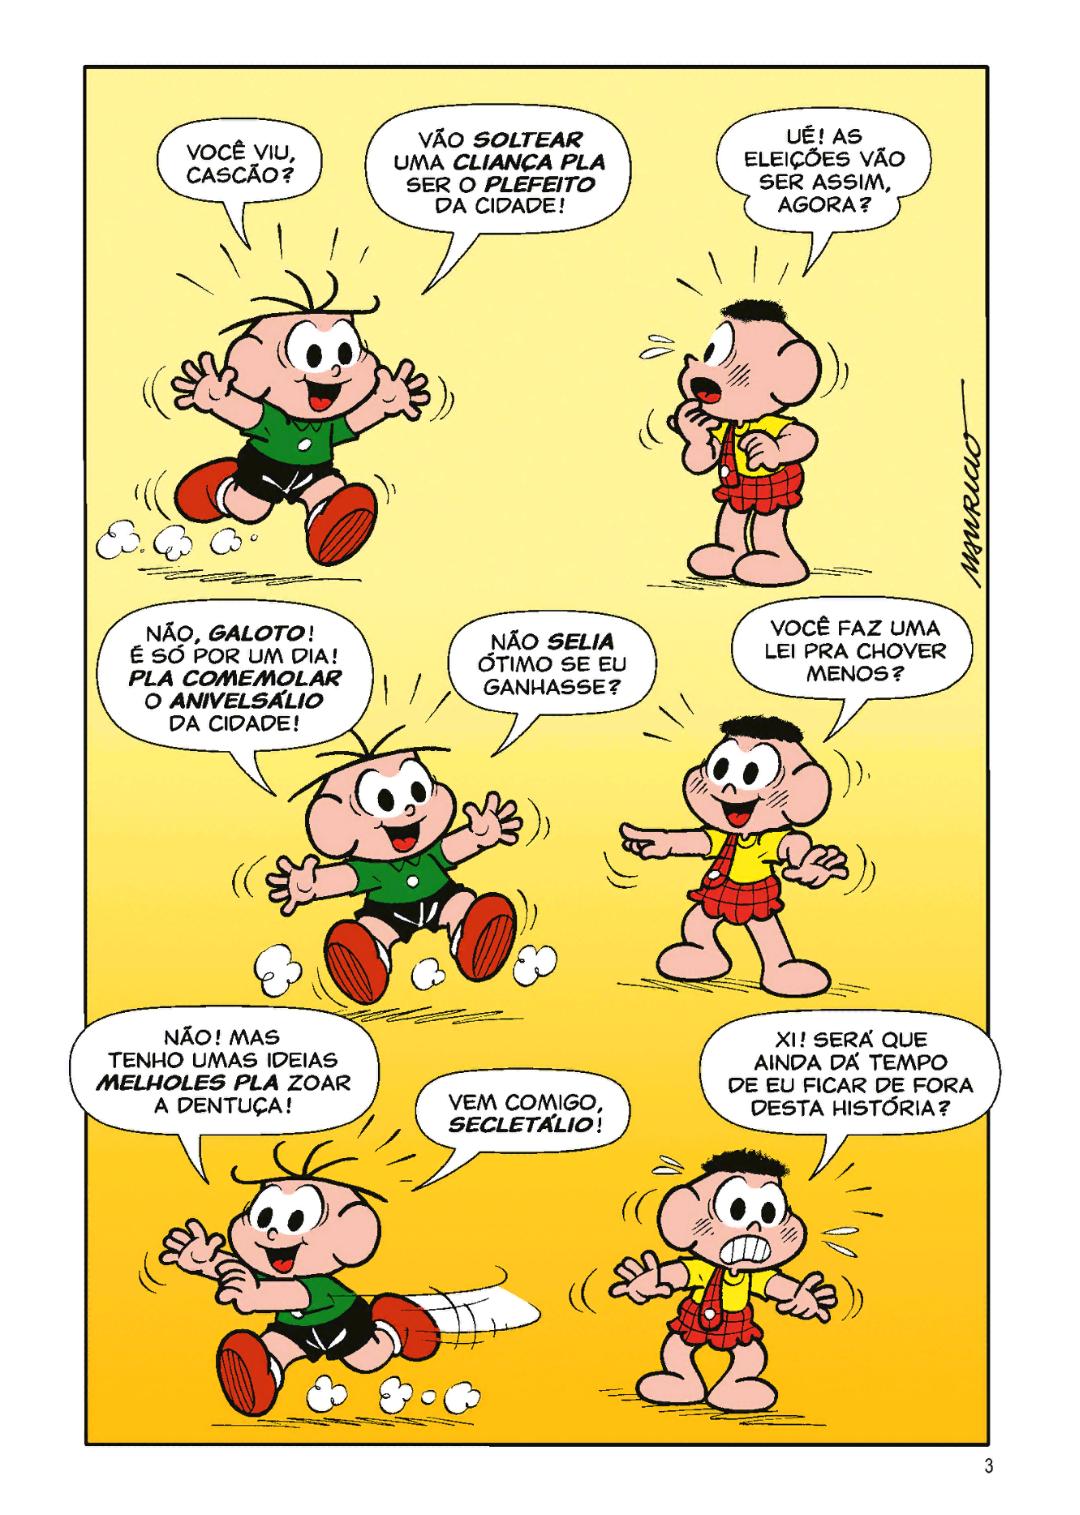 VOCÊ VIU,
CASCÃO?
VÃO SOLTEAR
UMA CLIANÇA PLA
SER O PLEFEITO
DA CIDADE!
UÉ! AS
ELEIÇÕES VÃO
SER ASSIM,
AGORA?
MAURICIO
NÃO, GALOTO!
É SÓ POR UM DIA!
PLA COMEMOLAR
O ANIVELSÁLIO
DA CIDADE!
NÃO SELIA
ÓTIMO SE EU
GANHASSE?
VOCÊ FAZ UMA
LEI PRA CHOVER
MENOS?
NÃO! MAS
TENHO UMAS IDEIAS
MELHOLES PLA ZOAR
A DENTUÇA!
VEM COMIGO,
SECLETÁLIO!
XI! SERÁ QUE
AINDA DÁ TEMPO
DE EU FICAR DE FORA
DESTA HISTÓRIA?
3